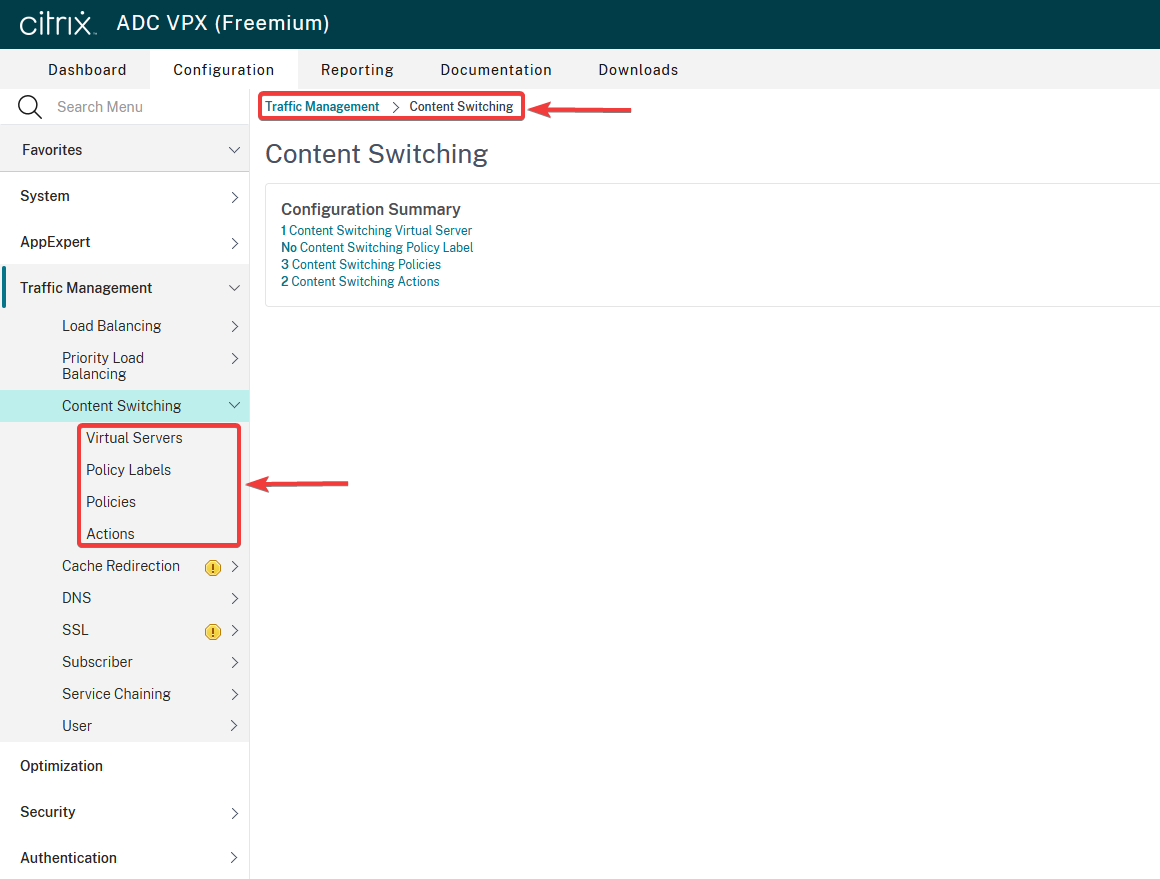 citrix ADC VPX (Freemium)
Dashboard Configuration Reporting Documentation Downloads
Search Menu
Favorites
System
AppExpert
Traffic Management
Load Balancing
Priority Load
Balancing
Content Switching
Virtual Servers
Policy Labels
Policies
Actions
Cache Redirection
DNS
SSL
Subscriber
Service Chaining
User
Optimization
Security
Authentication
Traffic Management > Content Switching
Content Switching
Configuration Summary
1 Content Switching Virtual Server
No Content Switching Policy Label
3 Content Switching Policies
2 Content Switching Actions